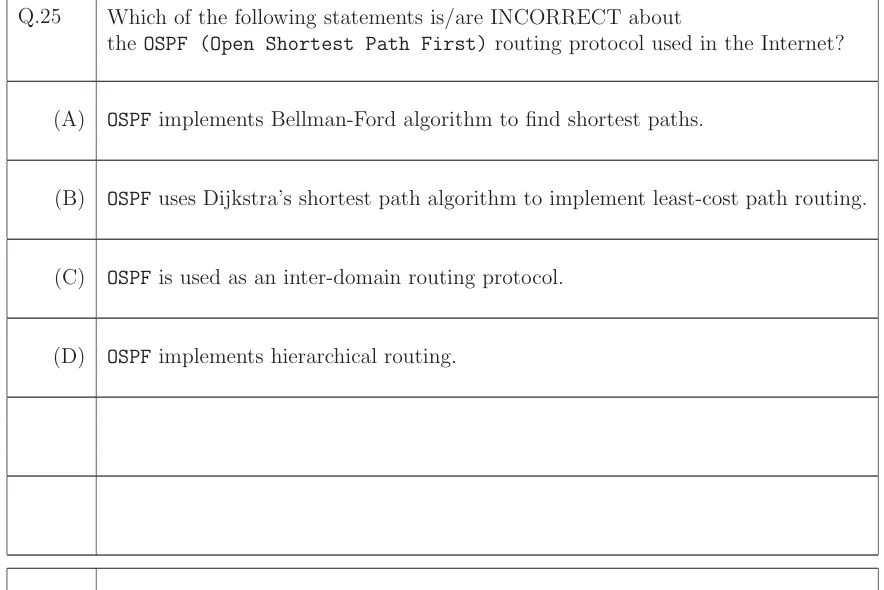 Q.25 Which of the following statements is/are INCORRECT about
the OSPF (Open Shortest Path First) routing protocol used in the Internet?
(A) OSPF implements Bellman-Ford algorithm to find shortest paths.
(B) OSPF uses Dijkstra's shortest path algorithm to implement least-cost path routing.
(C) OSPF is used as an inter-domain routing protocol.
(D) OSPF implements hierarchical routing.